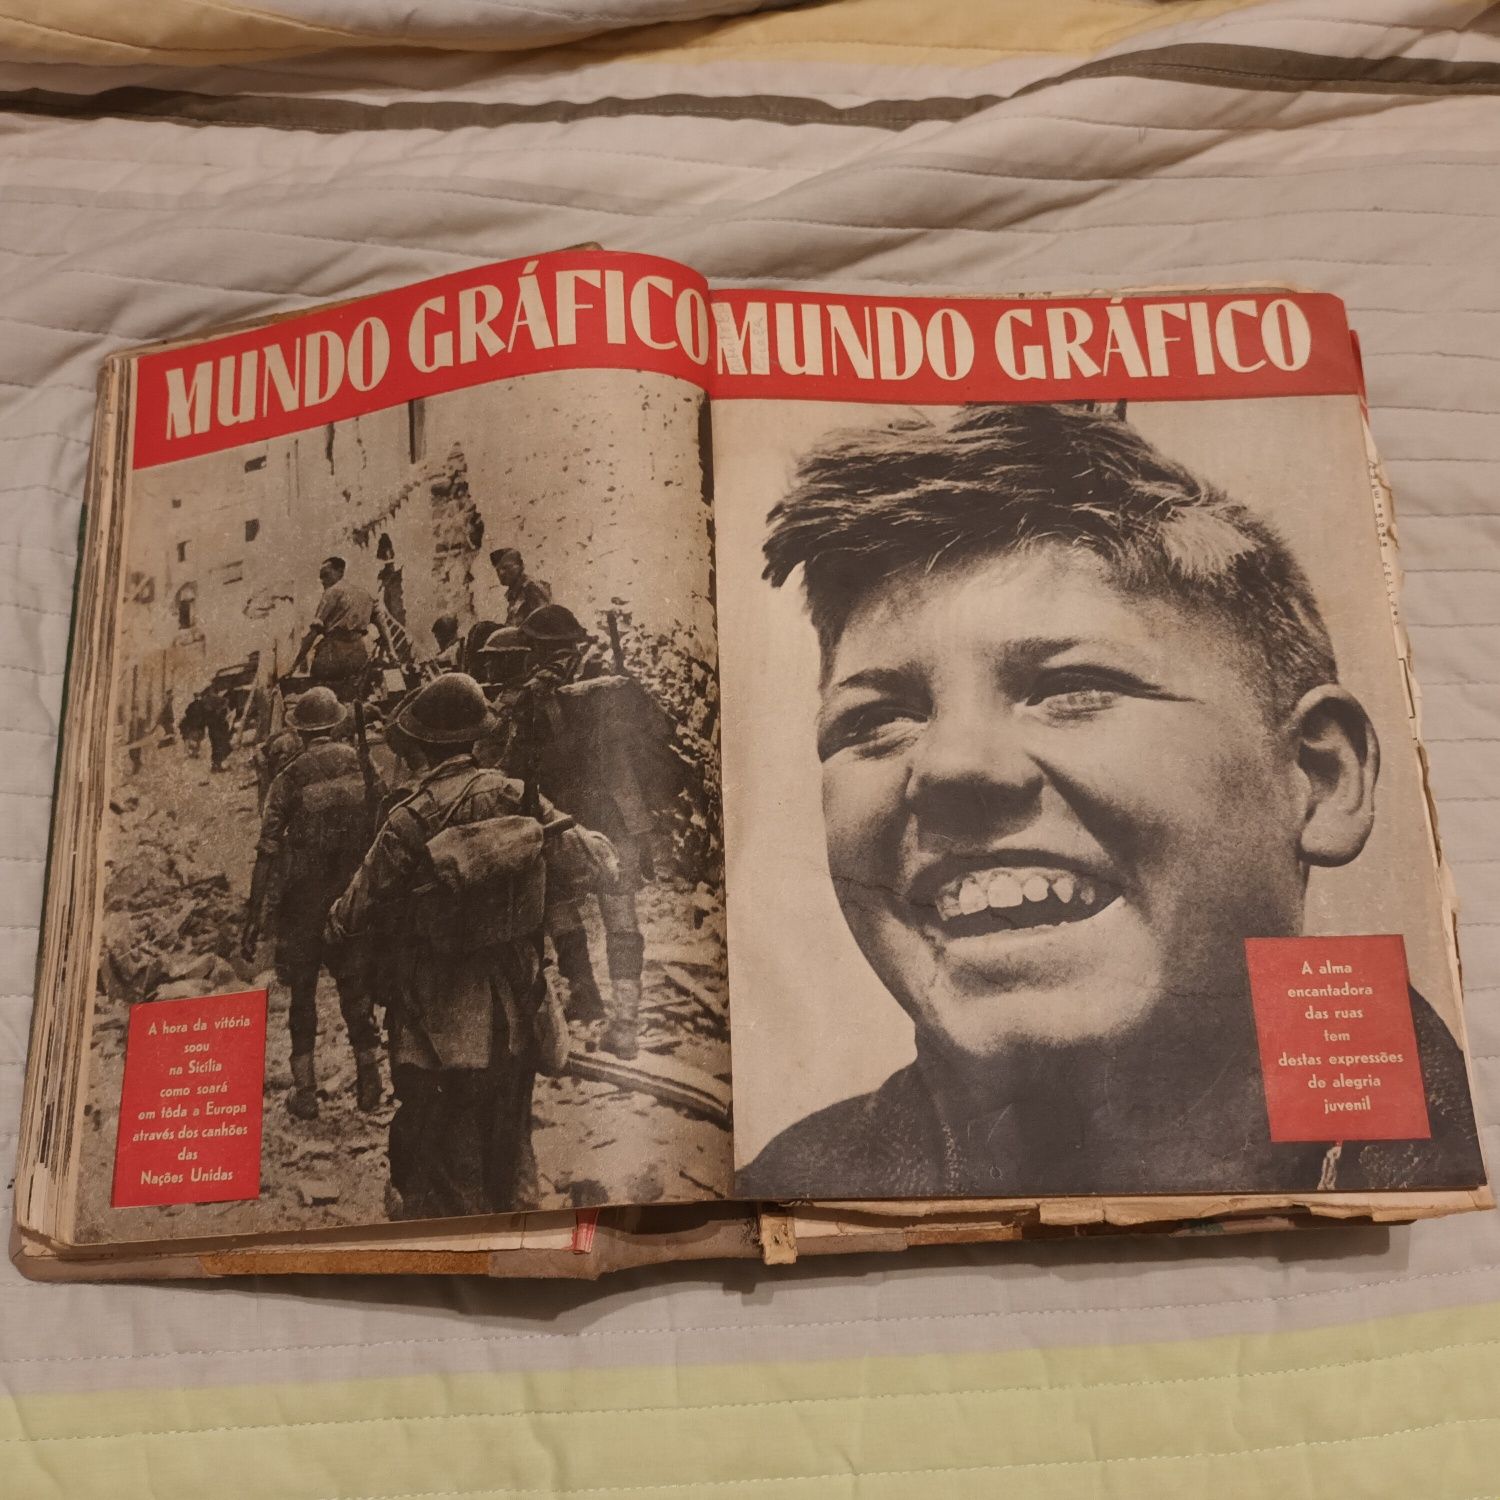 MUNDO GRÁFICO
A hora da vitória
soou
na Sicília
como soará
em tôda a Europa
através dos canhões
das
Nações Unidas
MUNDO GRÁFICO
A alma
encantadora
das ruas
tem
destas expressões
de alegria
juvenil